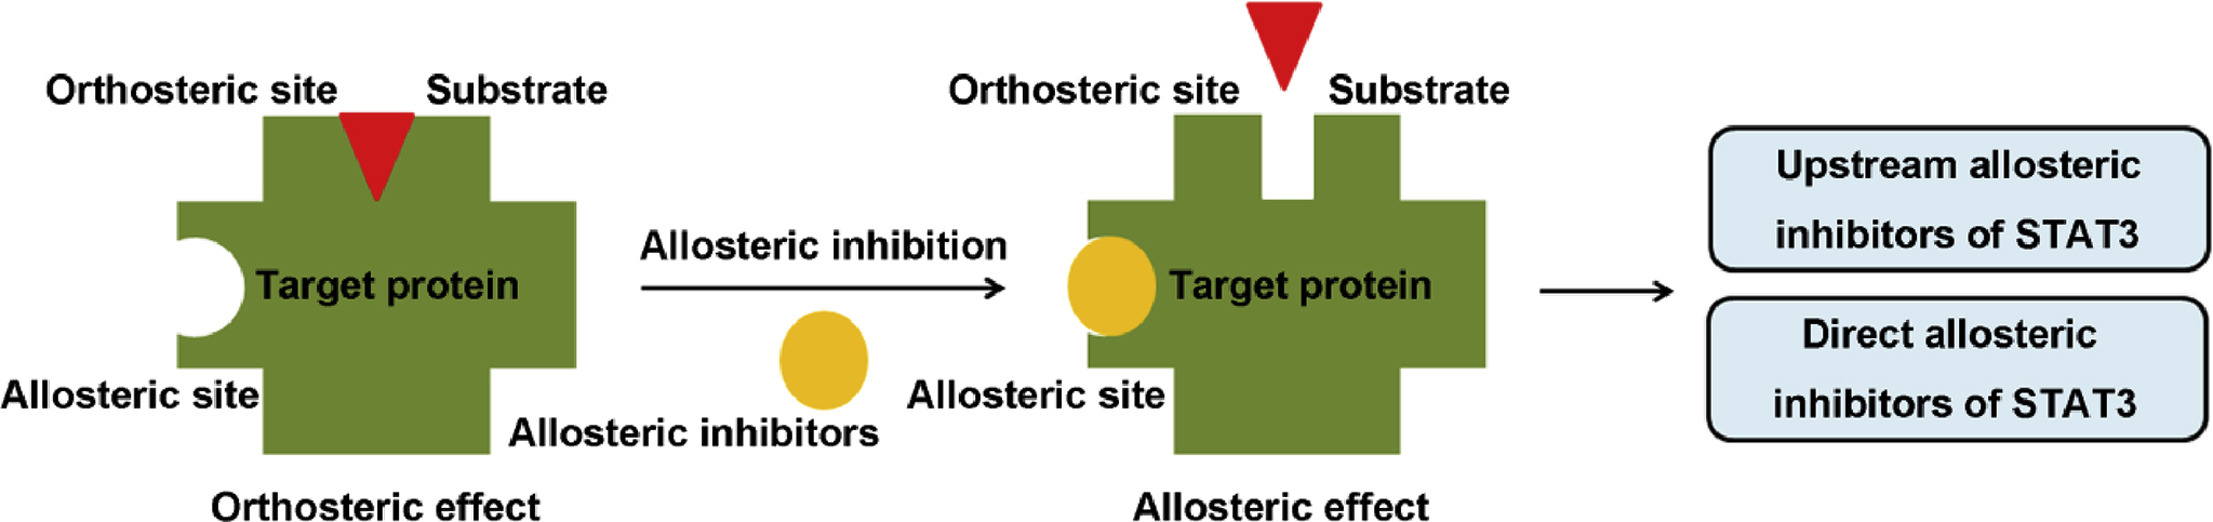 Orthosteric site
Substrate
Target protein
Allosteric site
Orthosteric effect
Allosteric inhibition
Allosteric inhibitors
Orthosteric site
Substrate
Target protein
Allosteric site
Allosteric effect
Upstream allosteric
inhibitors of STAT3
Direct allosteric
inhibitors of STAT3